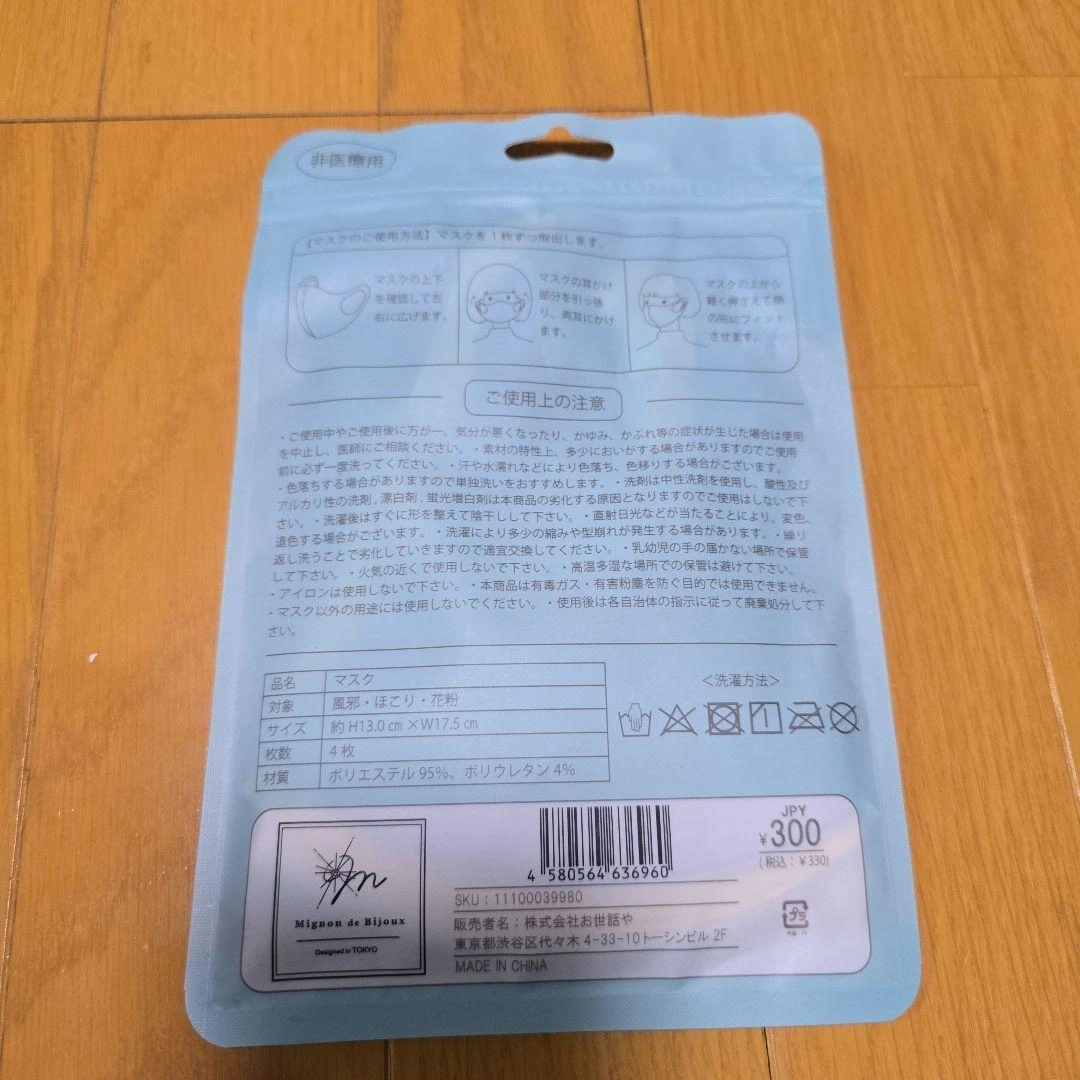 非医療用
【マスクのご使用方法】マスクを1枚ずつ取出します。
マスクの上下
を確認して左
右に広げます。
マスクの耳かけ
部分を引っ張
り、両耳にかけ
ます。
マスクの上から
軽く押さえて顔
の形にフィット
させます。
ご使用上の注意
・ご使用中やご使用後に万が一、気分が悪くなったり、かゆみ、かぶれ等の症状が生じた場合は使用
を中止し、医師にご相談ください。・素材の特性上、多少においがする場合がありますのでご使用
前に必ず一度洗ってください。・汗や水濡れなどにより色落ち、色移りする場合がございます。
・色落ちする場合がありますので単独洗いをおすすめします。・洗剤は中性洗剤を使用し、酸性及び
アルカリ性の洗剤,漂白剤,蛍光増白剤は本商品の劣化する原因となりますのでご使用はしないで下
さい。・洗濯後はすぐに形を整えて陰干しして下さい。・直射日光などが当たることにより、変色、
退色する場合がございます。・洗濯により多少の縮みや型崩れが発生する場合があります。・繰り
返し洗うことで劣化していきますので適宜交換してください。・乳幼児の手の届かない場所で保管
して下さい。・火気の近くで使用しないで下さい。・高温多湿な場所での保管は避けて下さい。
・アイロンは使用しないで下さい。・本商品は有毒ガス・有害粉塵を防ぐ目的では使用できません。
・マスク以外の用途には使用しないでください。・使用後は各自治体の指示に従って廃棄処分して下
さい。
品名 マスク
対象 風邪・ほこり・花粉
サイズ 約H13.0㎝×W17.5㎝
枚数 4枚
材質 ポリエステル95%、ポリウレタン4%
＜洗濯方法＞
m
Mignon de Bijoux
Designed in TOKYO
4 580564 636960
JPY
¥300
(税込：¥330)
SKU：11100039980
販売者名：株式会社お世話や
東京都渋谷区代々木4-33-10トーシンビル2F
MADE IN CHINA
プラ